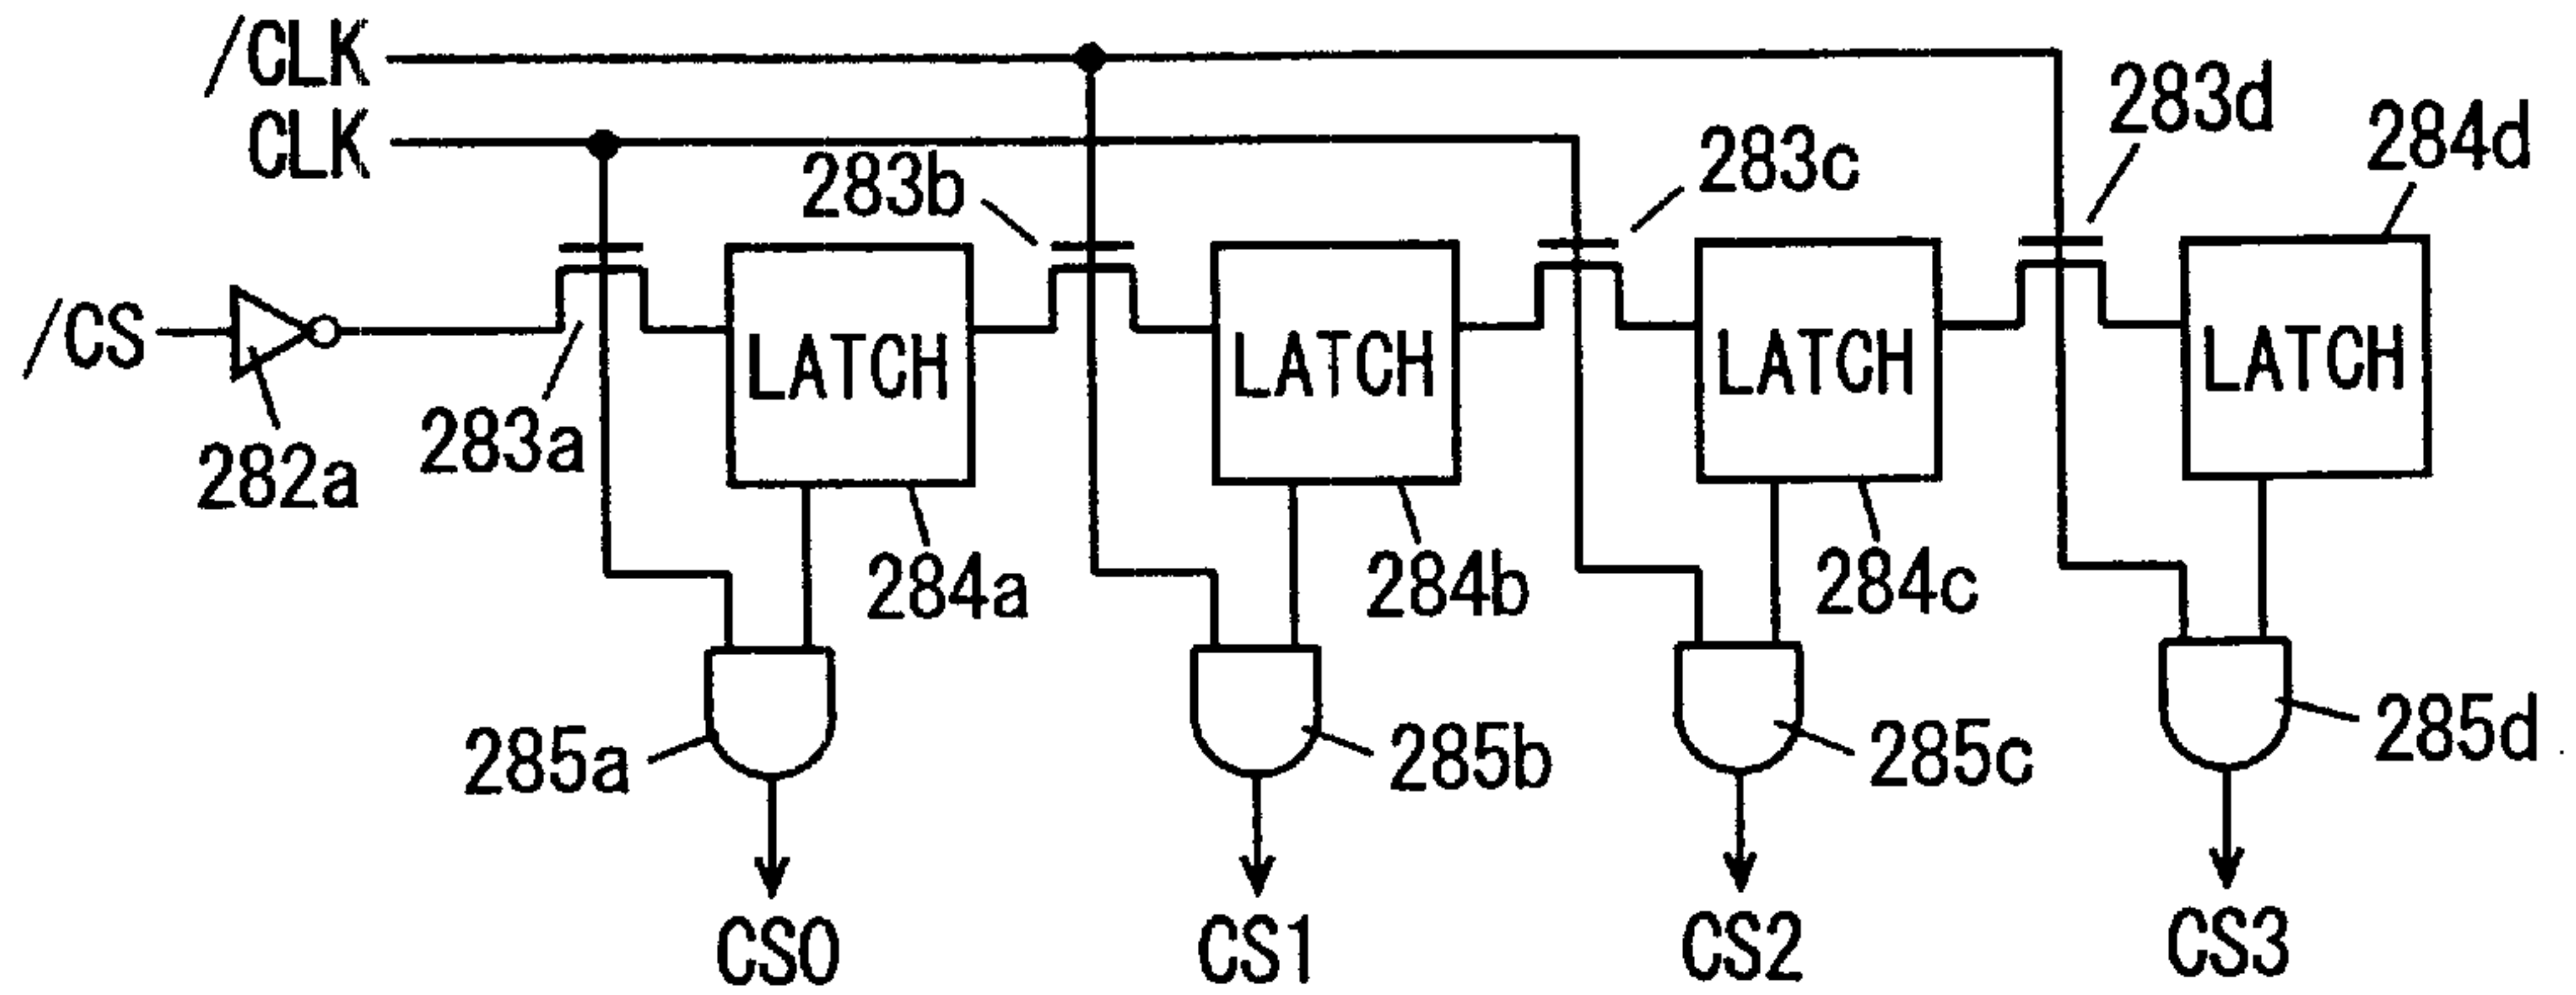 /CLK
CLK
283b
283c
283d
284d
/CS
282a
283a
LATCH
LATCH
LATCH
LATCH
284a
284b
284c
285a
285b
285c
285d
CS0
CS1
CS2
CS3